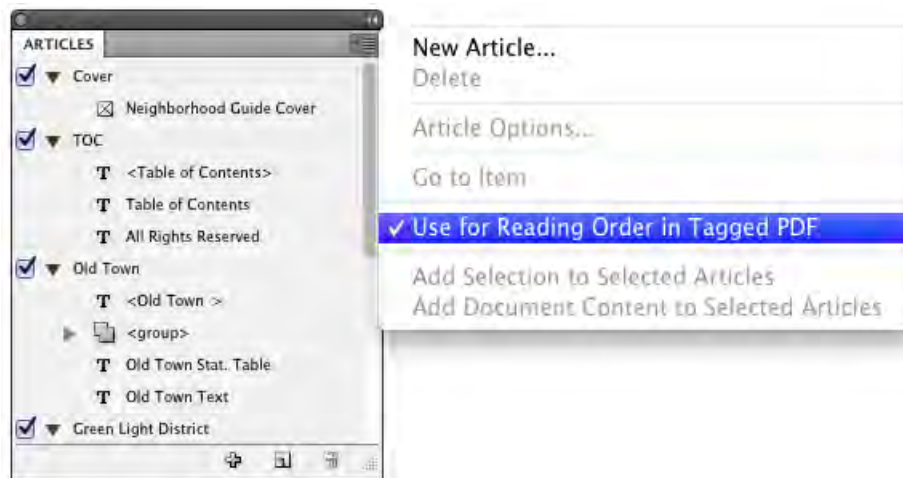 ARTICLES
Cover
Neighborhood Guide Cover
TOC
<Table of Contents>
Table of Contents
All Rights Reserved
Old Town
<Old Town >
<group>
Old Town Stat. Table
Old Town Text
Green Light District
New Article...
Delete
Article Options...
Go to Item
Use for Reading Order in Tagged PDF
Add Selection to Selected Articles
Add Document Content to Selected Articles